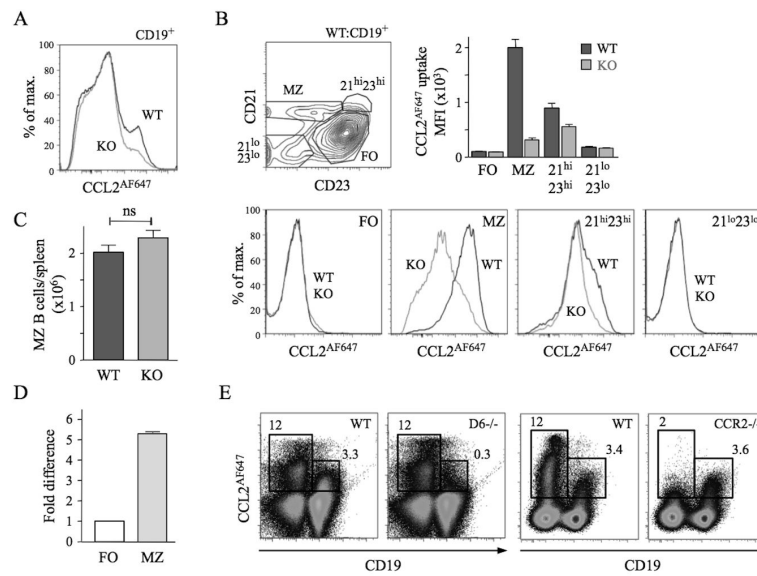 A
CD19+
% of max.
100
80
60
40
20
0
WT
KO
CCL2AF647
B
WT:CD19+
CD21
MZ
21hi23hi
21lo
23lo
FO
CD23
CCL2AF647 uptake
MFI (x103)
2
1
0
WT
KO
FO
MZ
21hi
23hi
21lo
23lo
% of max.
100
80
60
40
20
0
FO
WT
KO
CCL2AF647
MZ
KO
WT
CCL2AF647
21hi23hi
WT
KO
CCL2AF647
21lo23lo
WT
KO
CCL2AF647
C
MZ B cells/spleen
(x106)
ns
2
1
0
WT
KO
D
Fold difference
6
5
4
3
2
1
0
FO
MZ
E
CCL2AF647
12
WT
3.3
12
D6-/-
0.3
CD19
12
WT
3.4
2
CCR2-/-
3.6
CD19